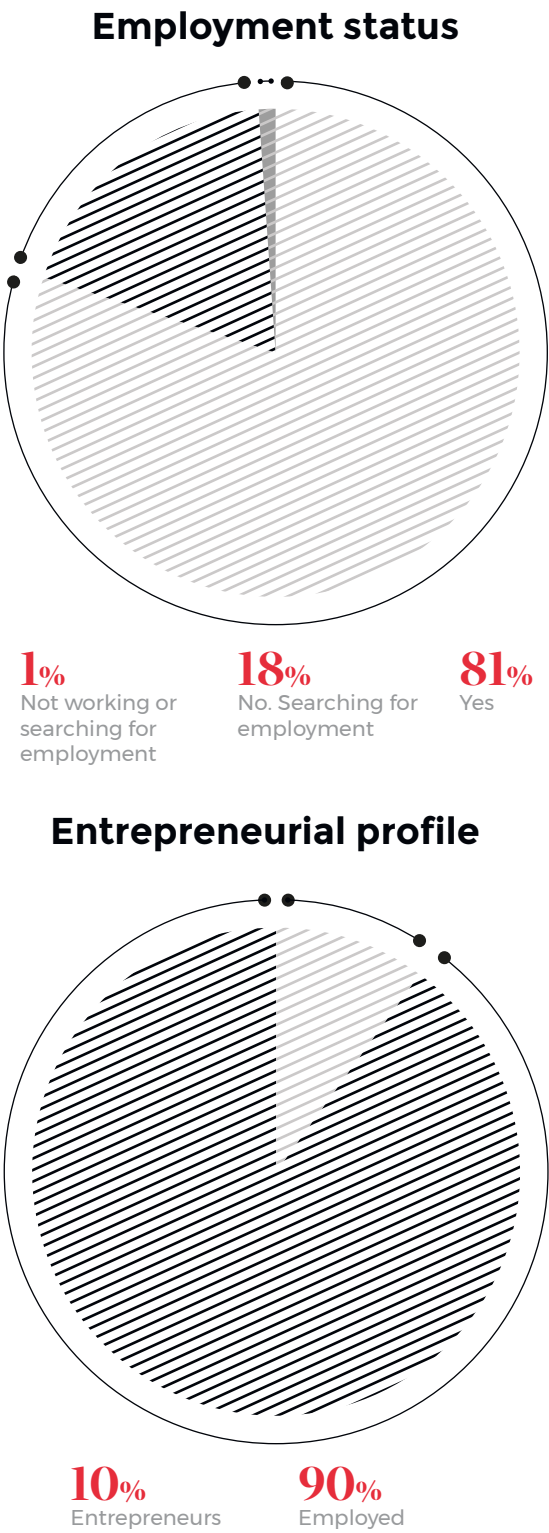 Employment status
1% 18% 81%
Not working or No. Searching for Yes
searching for employment
employment
Entrepreneurial profile
10% 90%
Entrepreneurs Employed